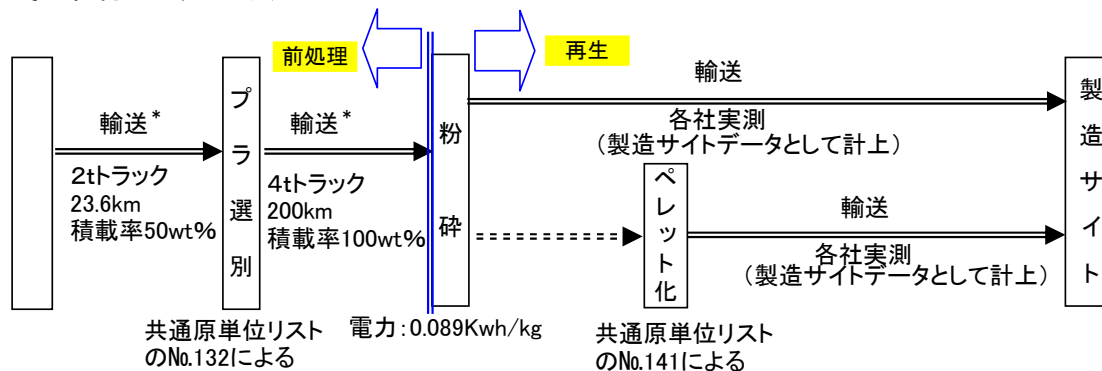 前処理
再生
輸送*
2tトラック
23.6km
積載率50wt%
プラ選別
輸送*
4tトラック
200km
積載率100wt%
粉砕
輸送
各社実測
(製造サイトデータとして計上)
ペレット化
輸送
各社実測
(製造サイトデータとして計上)
製造サイト
共通原単位リスト
の№132による
電力:0.089Kwh/kg
共通原単位リスト
の№141による